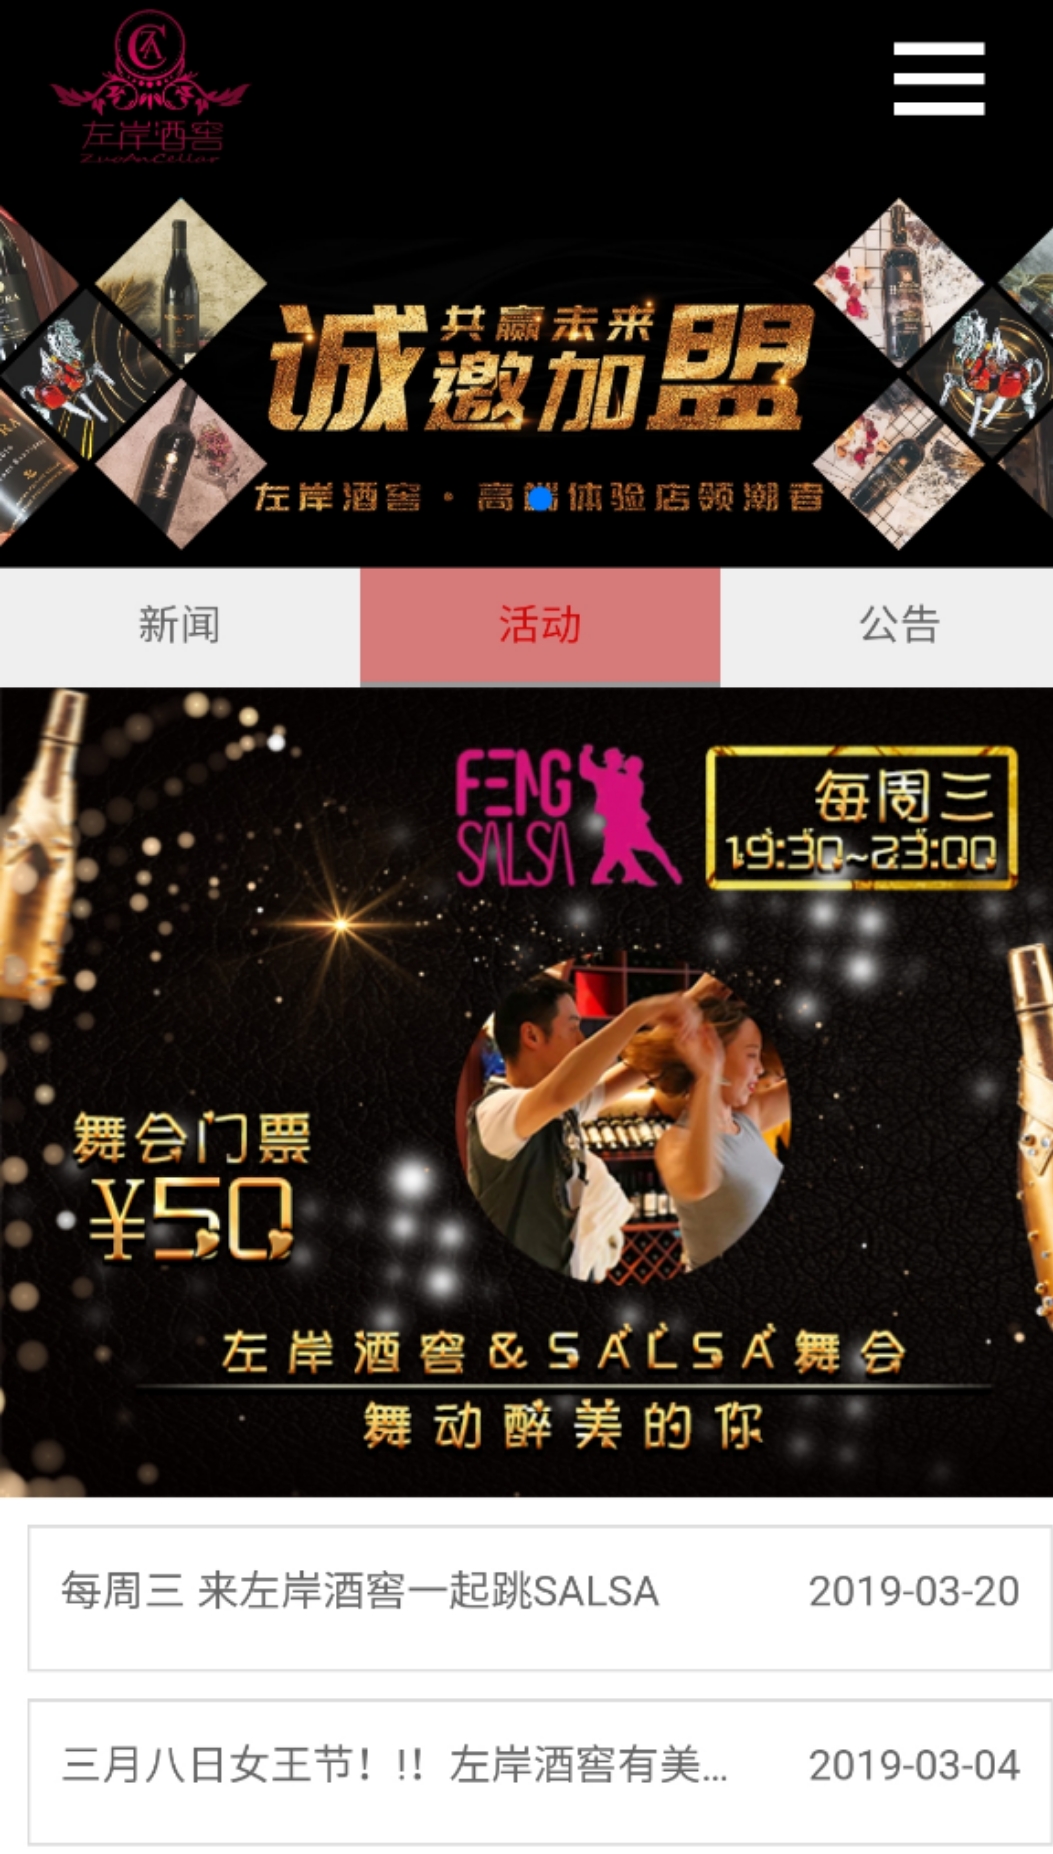 左岸酒窖
ZuoAnCellar
共赢未来
诚邀加盟
左岸酒窖·高端体验店领潮者
新闻
活动
公告
FENG
SALSA
每周三
19:30~23:00
舞会门票
¥50
左岸酒窖&SALSA舞会
舞动醉美的你
每周三 来左岸酒窖一起跳SALSA
2019-03-20
三月八日女王节！!！左岸酒窖有美...
2019-03-04